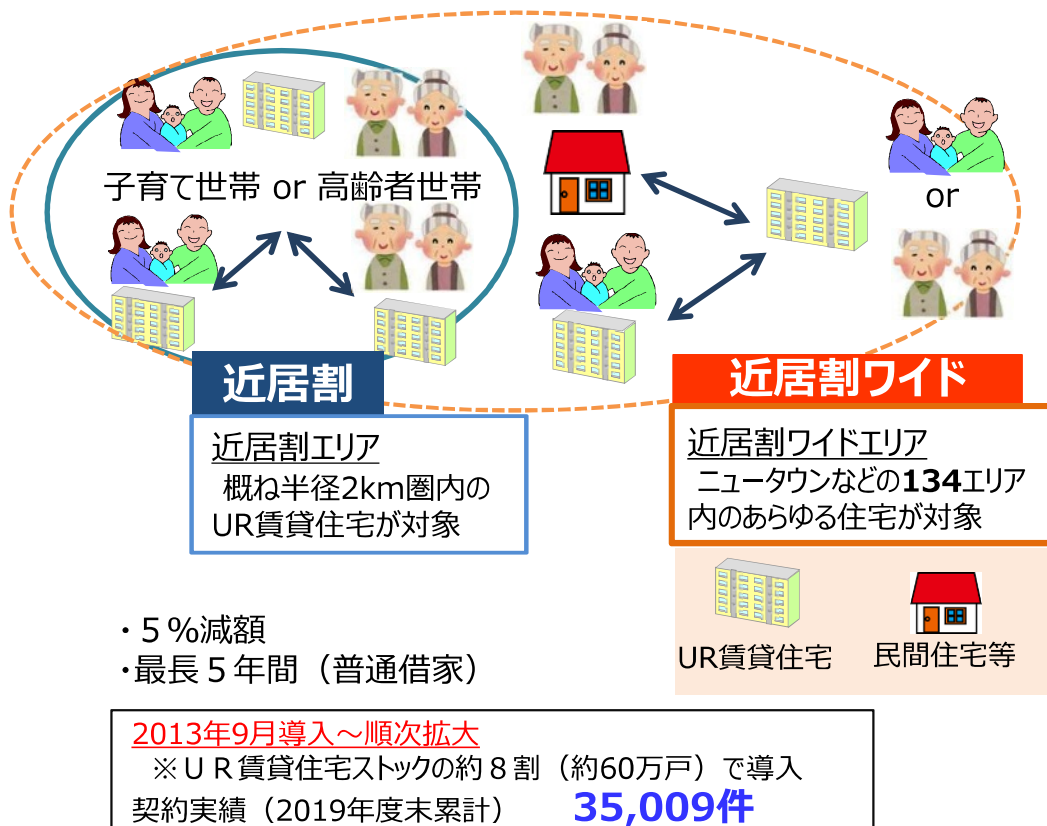 子育て世帯 or 高齢者世帯
or
近居割
近居割エリア
概ね半径2km圏内の
UR賃貸住宅が対象
近居割ワイド
近居割ワイドエリア
ニュータウンなどの134エリア
内のあらゆる住宅が対象
UR賃貸住宅
民間住宅等
・５%減額
・最長５年間（普通借家）
2013年9月導入～順次拡大
※ＵＲ賃貸住宅ストックの約８割（約60万戸）で導入
契約実績（2019年度末累計） 35,009件